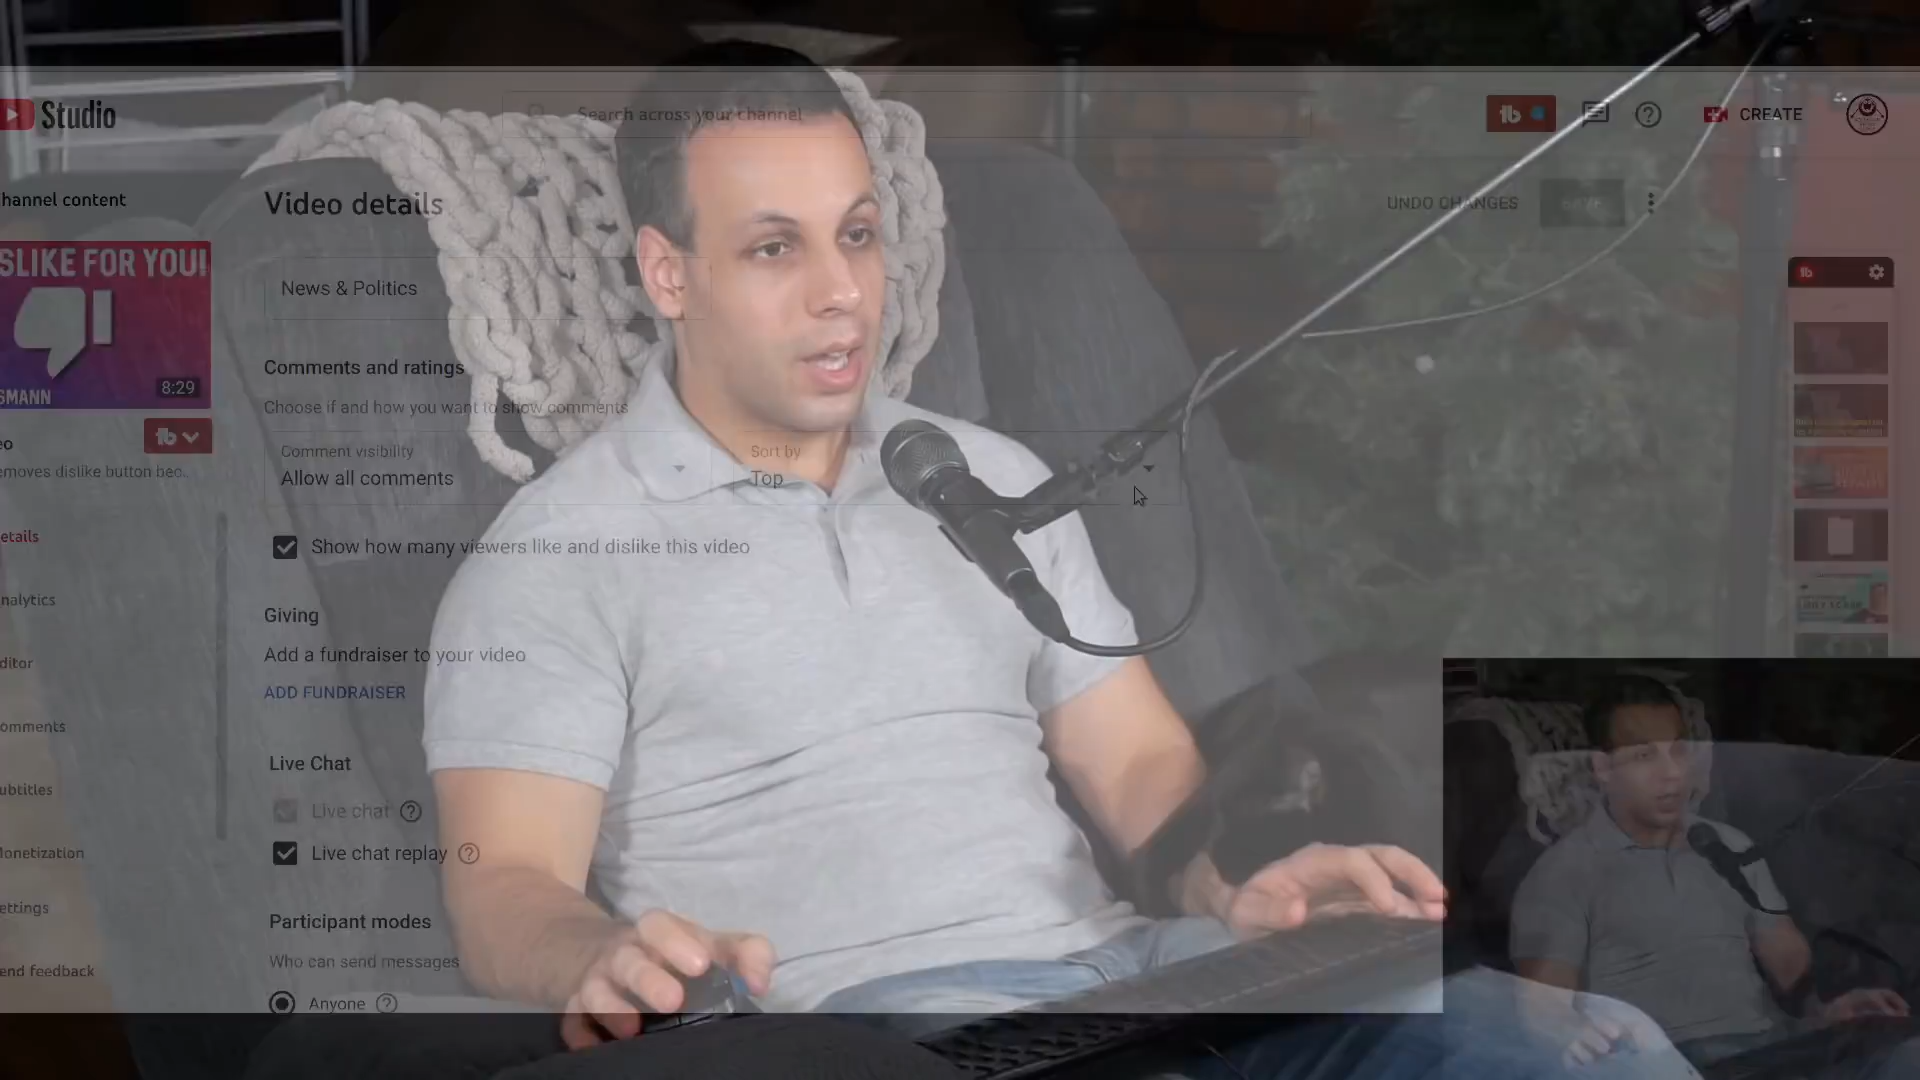 Studio
Search across your channel
CREATE
hannel content
Video details
UNDO CHANGES
SAVE
SLIKE FOR YOU!
SMANN
8:29
eo
emoves dislike button bec..
etails
nalytics
ditor
omments
ubtitles
Monetization
ettings
end feedback
News & Politics
Comments and ratings
Choose if and how you want to show comments
Comment visibility
Allow all comments
Sort by
Top
Show how many viewers like and dislike this video
Giving
Add a fundraiser to your video
ADD FUNDRAISER
Live Chat
Live chat
Live chat replay
Participant modes
Who can send messages
Anyone